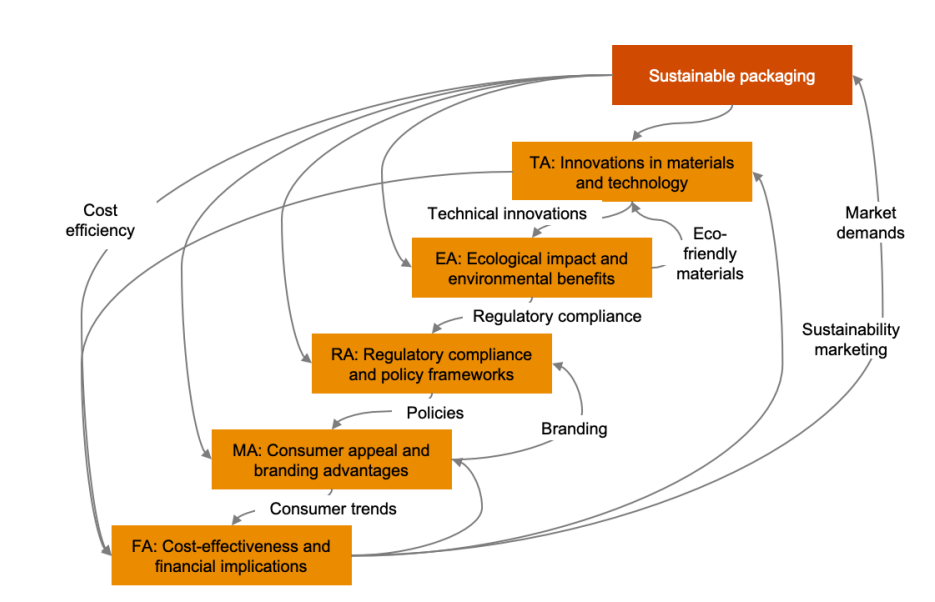 Sustainable packaging
TA: Innovations in materials
and technology
Cost
efficiency
Technical innovations
Market
demands
Eco-
friendly
materials
EA: Ecological impact and
environmental benefits
Regulatory compliance
Sustainability
marketing
RA: Regulatory compliance
and policy frameworks
Policies
Branding
MA: Consumer appeal and
branding advantages
Consumer trends
FA: Cost-effectiveness and
financial implications